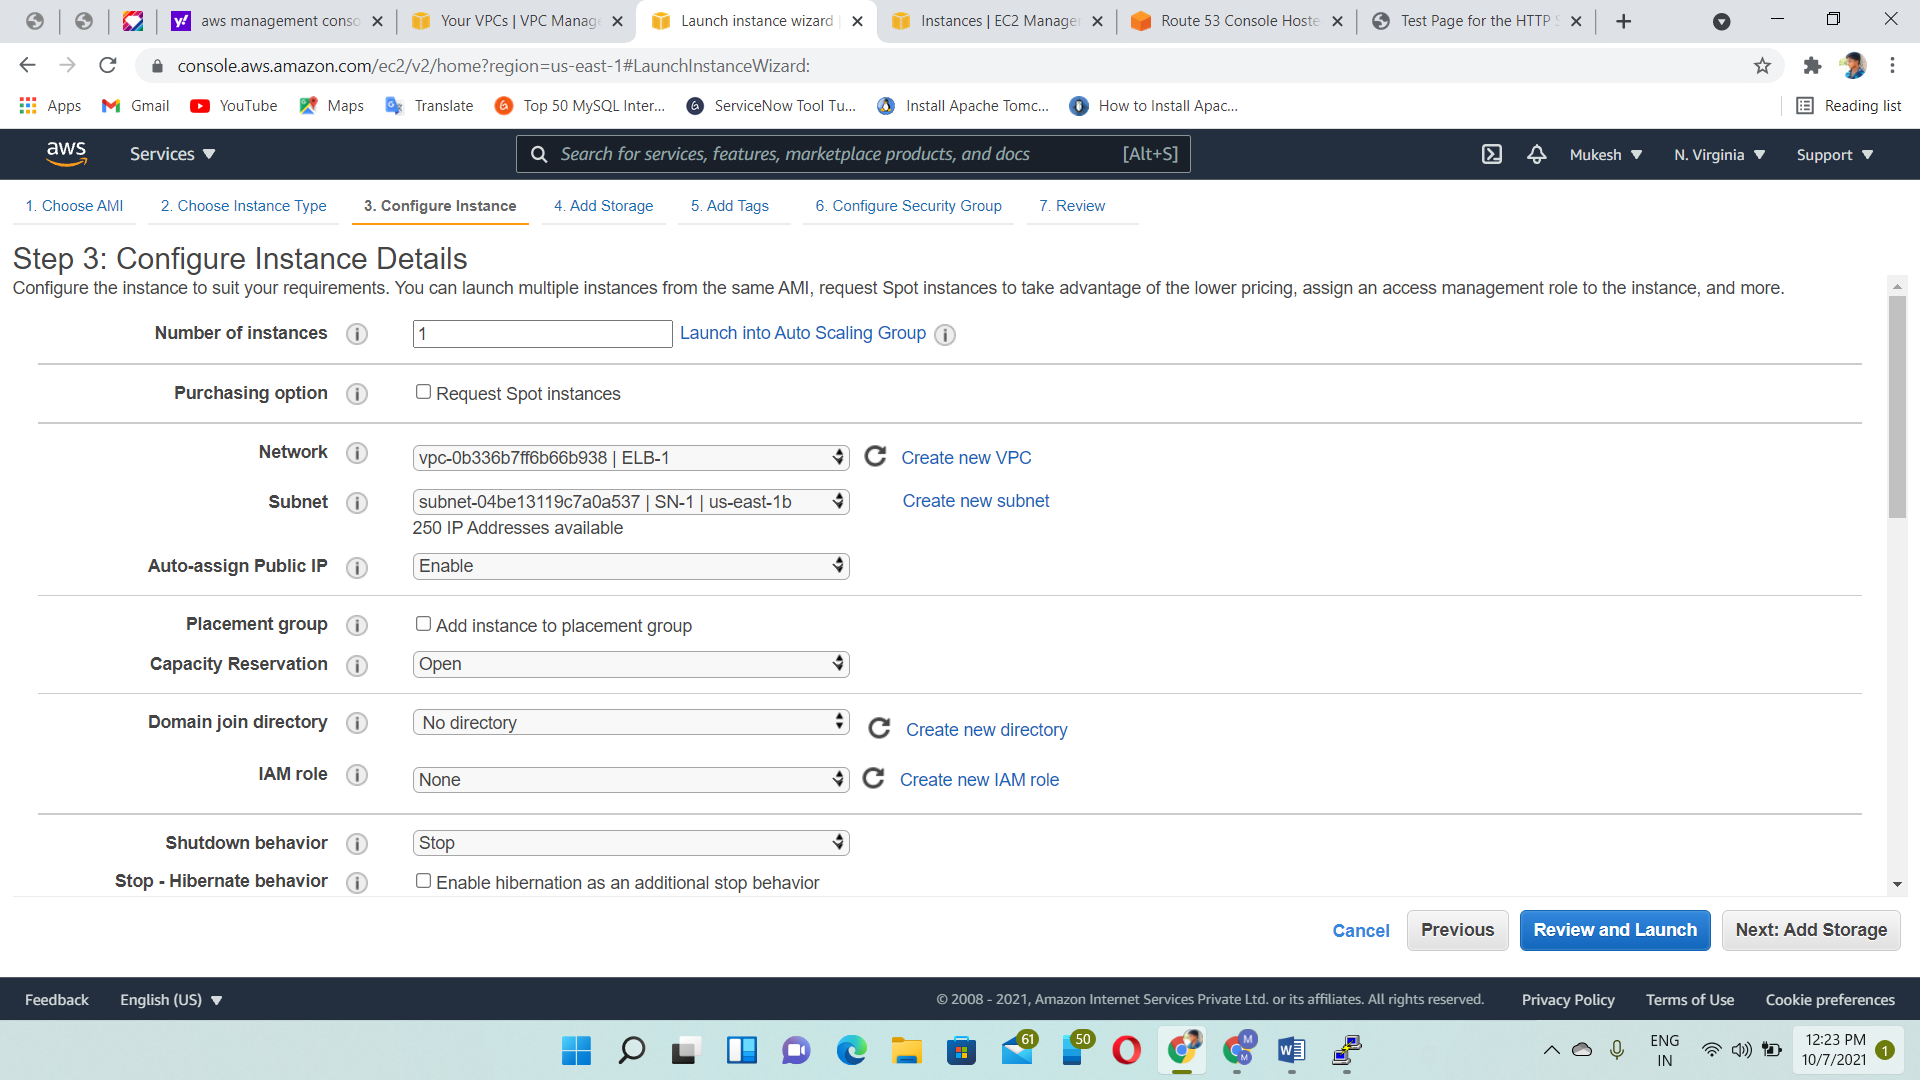 aws management conso
Your VPCs | VPC Manage
Launch instance wizard
Instances | EC2 Manage
Route 53 Console Hoste
Test Page for the HTTP S
console.aws.amazon.com/ec2/v2/home?region=us-east-1#LaunchInstanceWizard:
Apps
Gmail
YouTube
Maps
Translate
Top 50 MySQL Inter...
ServiceNow Tool Tu...
Install Apache Tomc...
How to Install Apac...
Reading list
aws
Services
Search for services, features, marketplace products, and docs
[Alt+S]
Mukesh
N. Virginia
Support
1. Choose AMI
2. Choose Instance Type
3. Configure Instance
4. Add Storage
5. Add Tags
6. Configure Security Group
7. Review
Step 3: Configure Instance Details
Configure the instance to suit your requirements. You can launch multiple instances from the same AMI, request Spot instances to take advantage of the lower pricing, assign an access management role to the instance, and more.
Number of instances
1
Launch into Auto Scaling Group
Purchasing option
Request Spot instances
Network
vpc-0b336b7ff6b66b938 | ELB-1
Create new VPC
Subnet
subnet-04be13119c7a0a537 | SN-1 | us-east-1b
Create new subnet
250 IP Addresses available
Auto-assign Public IP
Enable
Placement group
Add instance to placement group
Capacity Reservation
Open
Domain join directory
No directory
Create new directory
IAM role
None
Create new IAM role
Shutdown behavior
Stop
Stop - Hibernate behavior
Enable hibernation as an additional stop behavior
Cancel
Previous
Review and Launch
Next: Add Storage
Feedback
English (US)
© 2008 - 2021, Amazon Internet Services Private Ltd. or its affiliates. All rights reserved.
Privacy Policy
Terms of Use
Cookie preferences
61
50
ENG
IN
12:23 PM
10/7/2021
1